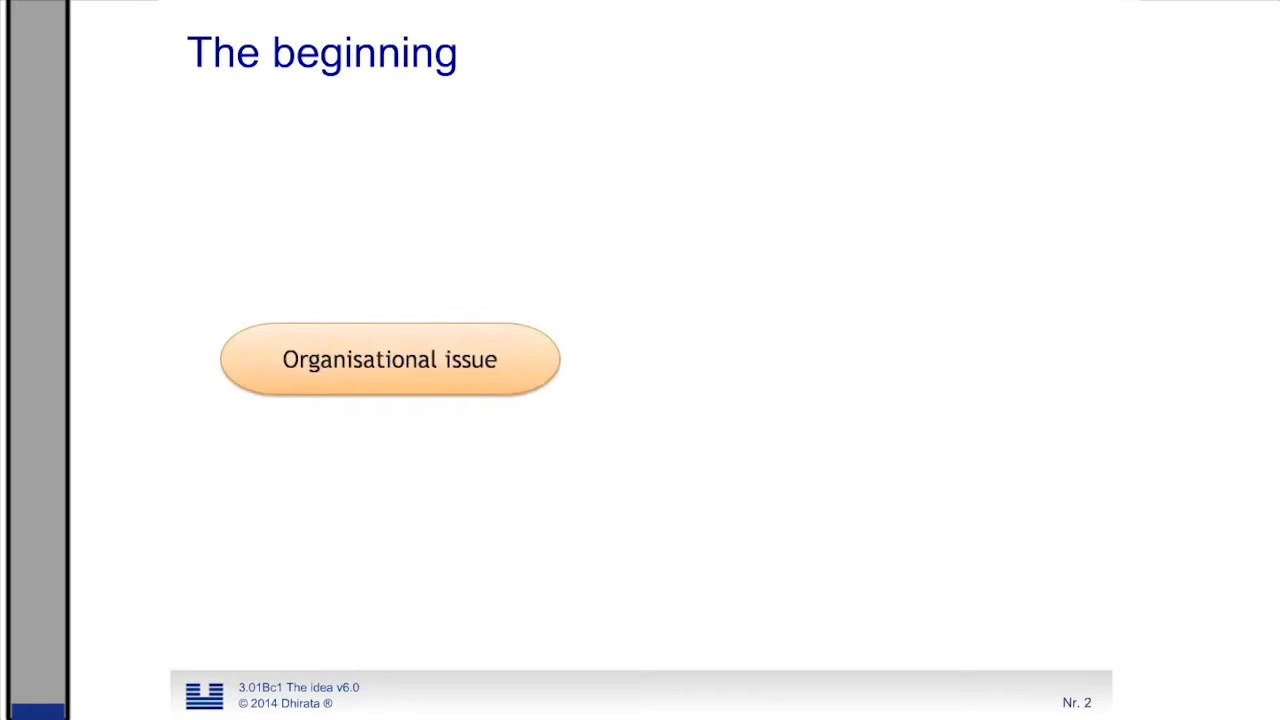 The beginning
Organisational issue
3.01Bc1 The idea v6.0
© 2014 Dhirata ®
Nr. 2